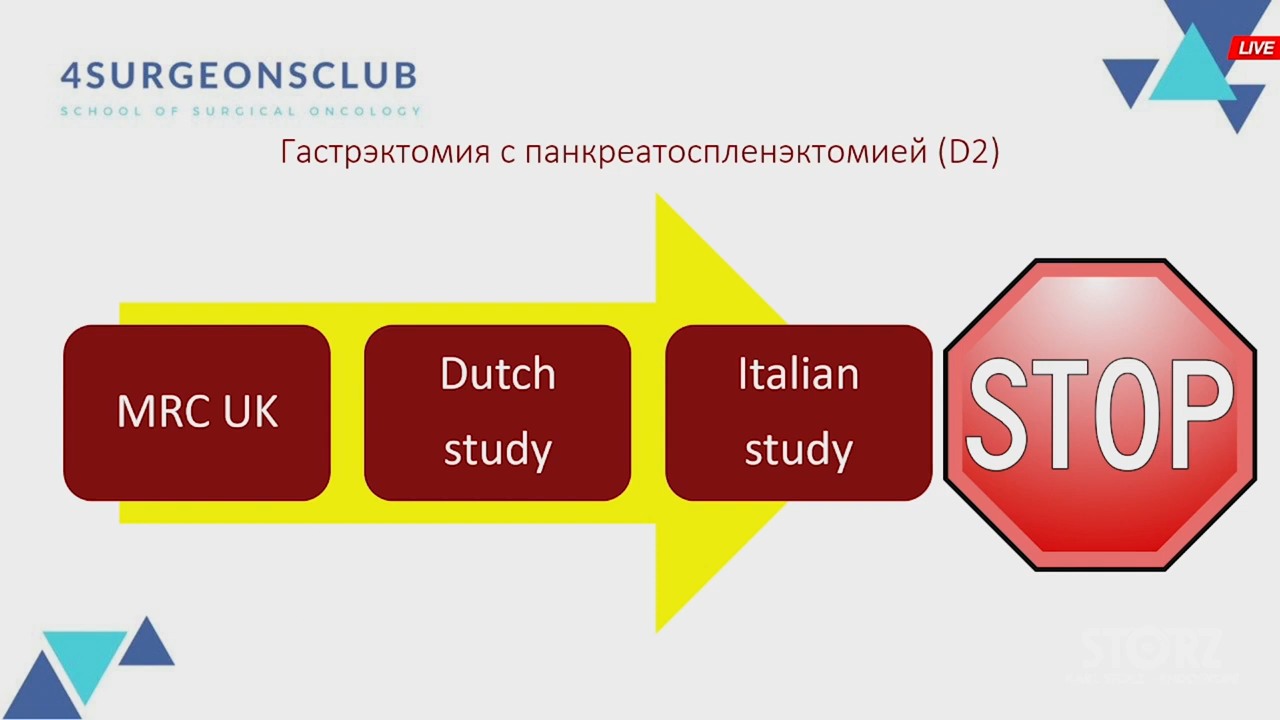 4SURGEONSCLUB
SCHOOL OF SURGICAL ONCOLOGY
LIVE
Гастрэктомия с панкреатоспленэктомией (D2)
MRC UK
Dutch
study
Italian
study
STOP
STORZ